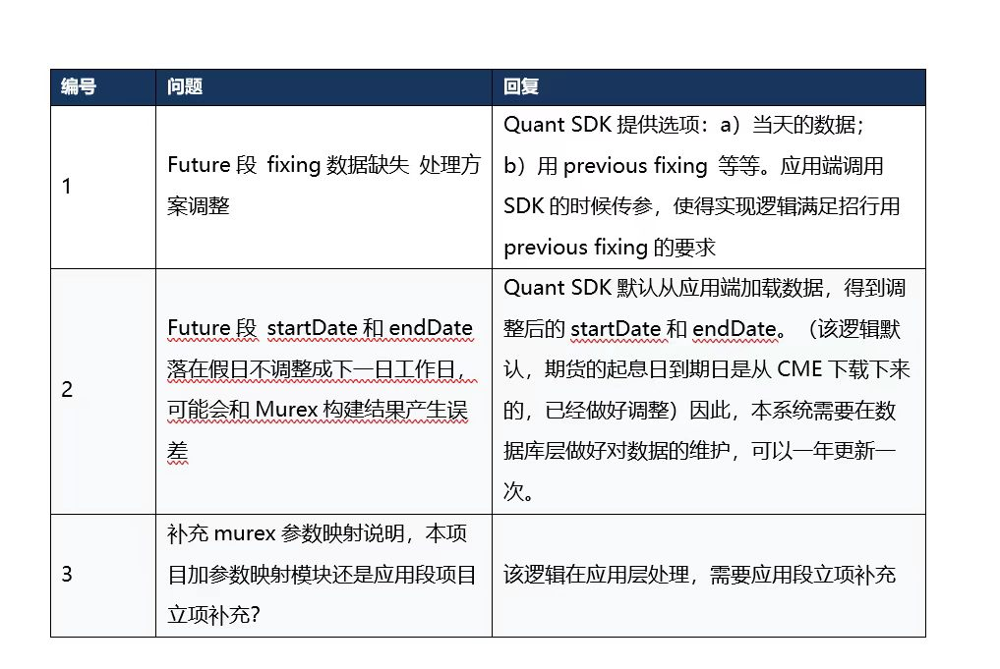 编号 问题 回复
1
Future 段 fixing 数据缺失 处理方
案调整
Quant SDK 提供选项：a）当天的数据；
b）用 previous fixing 等等。应用端调用
SDK 的时候传参，使得实现逻辑满足招行用
previous fixing 的要求
2
Future 段 startDate 和 endDate
落在假日不调整成下一日工作日，
可能会和 Murex 构建结果产生误
差
Quant SDK 默认从应用端加载数据，得到调
整后的 startDate 和 endDate。（该逻辑默
认，期货的起息日到期日是从 CME 下载下来
的，已经做好调整）因此，本系统需要在数
据库层做好对数据的维护，可以一年更新一
次。
3
补充 murex 参数映射说明，本项
目加参数映射模块还是应用段项目
立项补充？
该逻辑在应用层处理，需要应用段立项补充